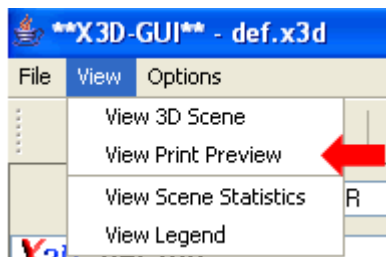 **X3D-GUI** - def.x3d
File View Options
View 3D Scene
View Print Preview
View Scene Statistics
R
View Legend